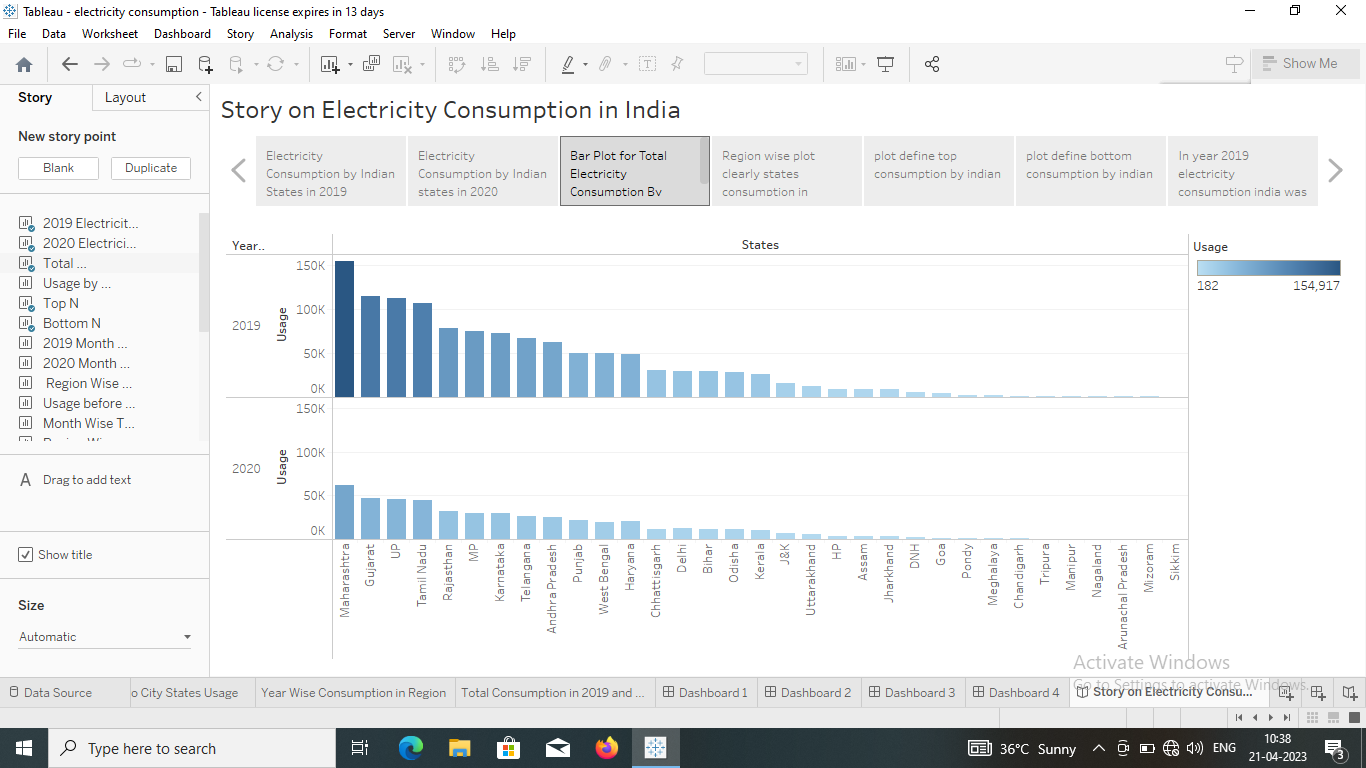 Tableau - electricity consumption - Tableau license expires in 13 days
File Data Worksheet Dashboard Story Analysis Format Server Window Help
Show Me
Story Layout
New story point
Blank Duplicate
2019 Electricit...
2020 Electrici...
Total ...
Usage by ...
Top N
Bottom N
2019 Month ...
2020 Month ...
Region Wise ...
Usage before ...
Month Wise T...
A Drag to add text
Show title
Size
Automatic
Story on Electricity Consumption in India
Electricity
Consumption by Indian
States in 2019
Electricity
Consumption by Indian
states in 2020
Bar Plot for Total
Electricity
Consumption By
Region wise plot
clearly states
consumption in
plot define top
consumption by indian
plot define bottom
consumption by indian
In year 2019
electricity
consumotion india was
Year.. States
2019
Usage
150K
100K
50K
0K
2020
Usage
150K
100K
50K
0K
Maharashtra
Gujarat
UP
Tamil Nadu
Rajasthan
MP
Karnataka
Telangana
Andhra Pradesh
Punjab
West Bengal
Haryana
Chhattisgarh
Delhi
Bihar
Odisha
Kerala
J&K
Uttarakhand
HP
Assam
Jharkhand
DNH
Goa
Pondy
Meghalaya
Chandigarh
Tripura
Manipur
Nagaland
Arunachal Pradesh
Mizoram
Sikkim
Usage
182 154,917
Activate Windows
Go to Settings to activate Windows.
Data Source o City States Usage Year Wise Consumption in Region Total Consumption in 2019 and ... Dashboard 1 Dashboard 2 Dashboard 3 Dashboard 4 Story on Electricity Consu...
Type here to search
36°C Sunny
ENG
10:38
21-04-2023
3